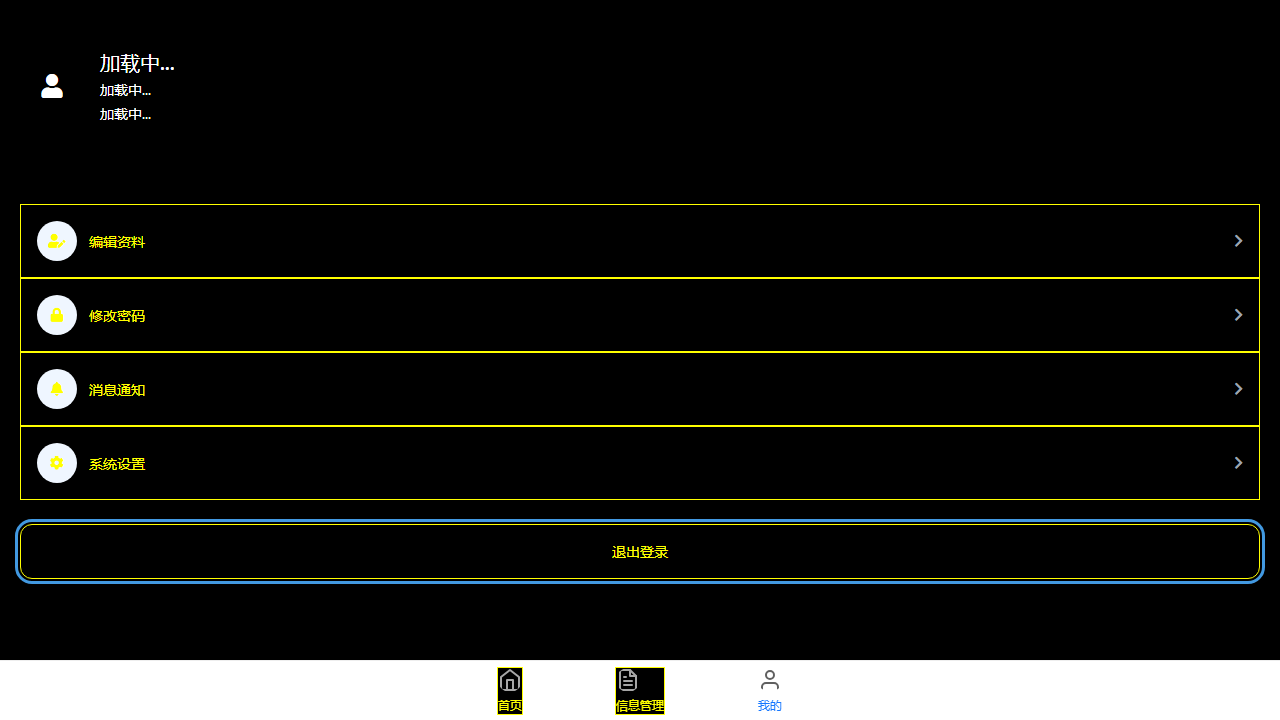 加载中...
加载中...
加载中...
编辑资料
修改密码
消息通知
系统设置
退出登录
首页
信息管理
我的